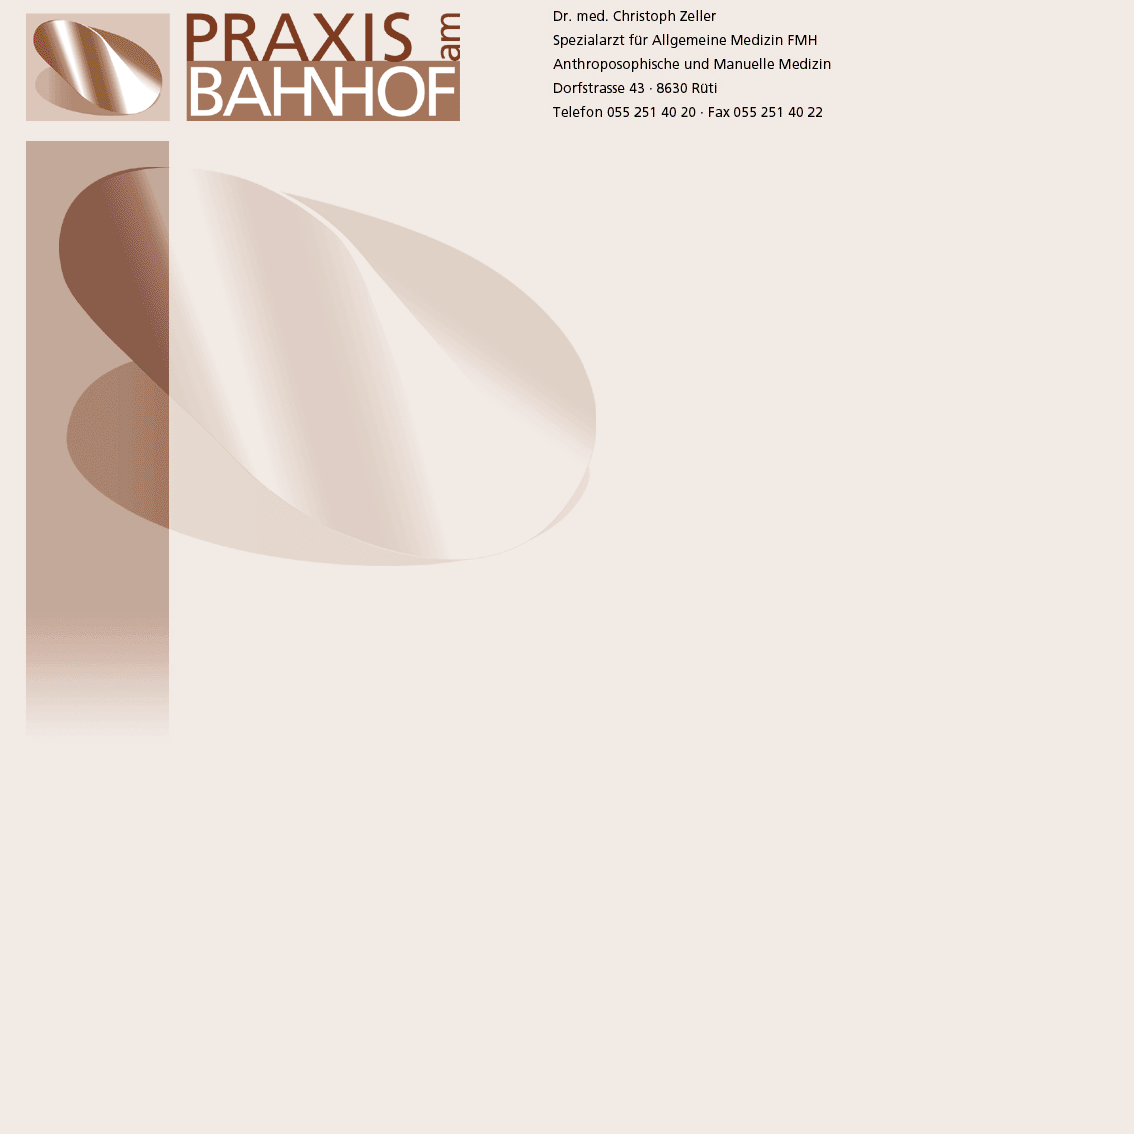 PRAXIS am
BAHNHOF
Dr. med. Christoph Zeller
Spezialarzt für Allgemeine Medizin FMH
Anthroposophische und Manuelle Medizin
Dorfstrasse 43 · 8630 Rüti
Telefon 055 251 40 20 · Fax 055 251 40 22